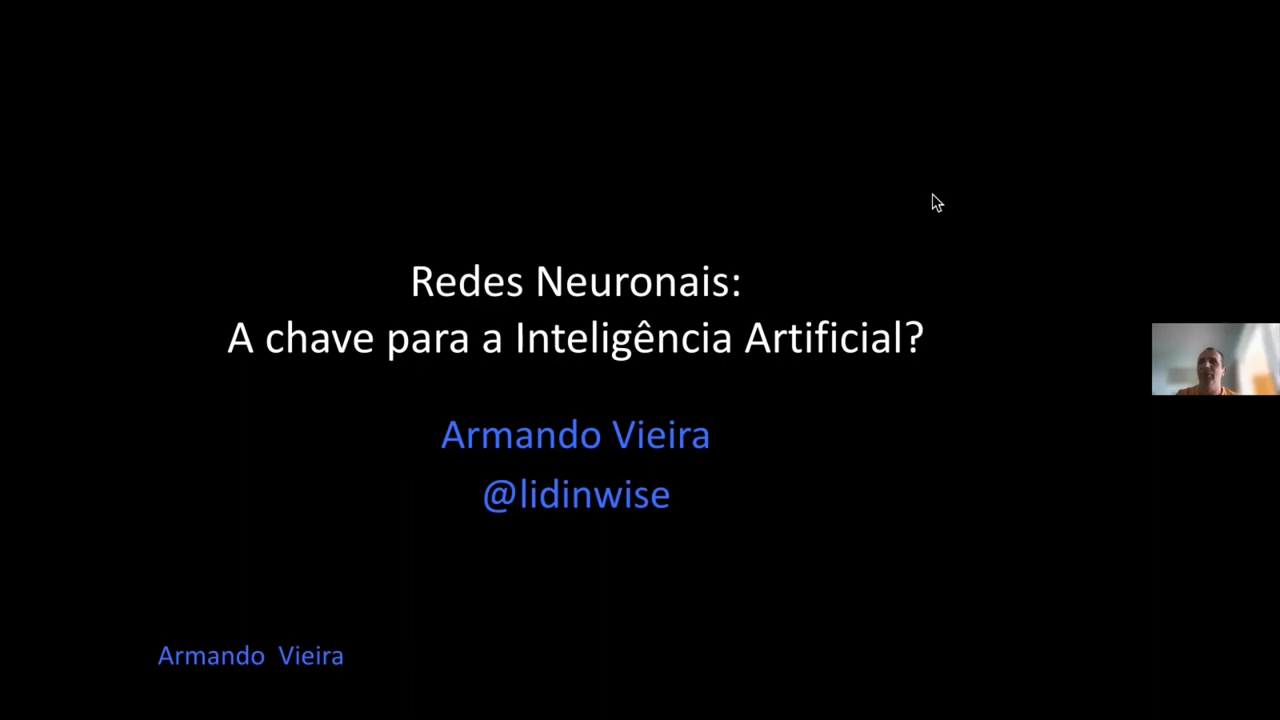 Redes Neuronais:
A chave para a Inteligência Artificial?
Armando Vieira
@lidinwise
Armando Vieira